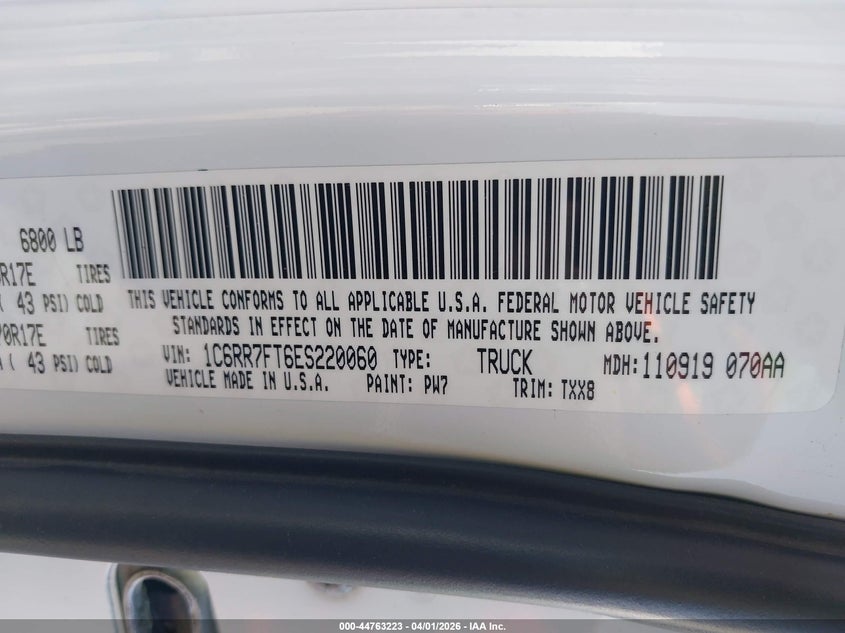 6800 LB
R17E TIRES
( 43 PSI) COLD
70R17E TIRES
( 43 PSI) COLD
THIS VEHICLE CONFORMS TO ALL APPLICABLE U.S.A. FEDERAL MOTOR VEHICLE SAFETY
STANDARDS IN EFFECT ON THE DATE OF MANUFACTURE SHOWN ABOVE.
VIN: 1C6RR7FT6ES220060 TYPE: TRUCK MDH: 110919 070AA
VEHICLE MADE IN U.S.A. PAINT: PW7 TRIM: TXX8
000-44763223 | 04/01/2026 - IAA Inc.